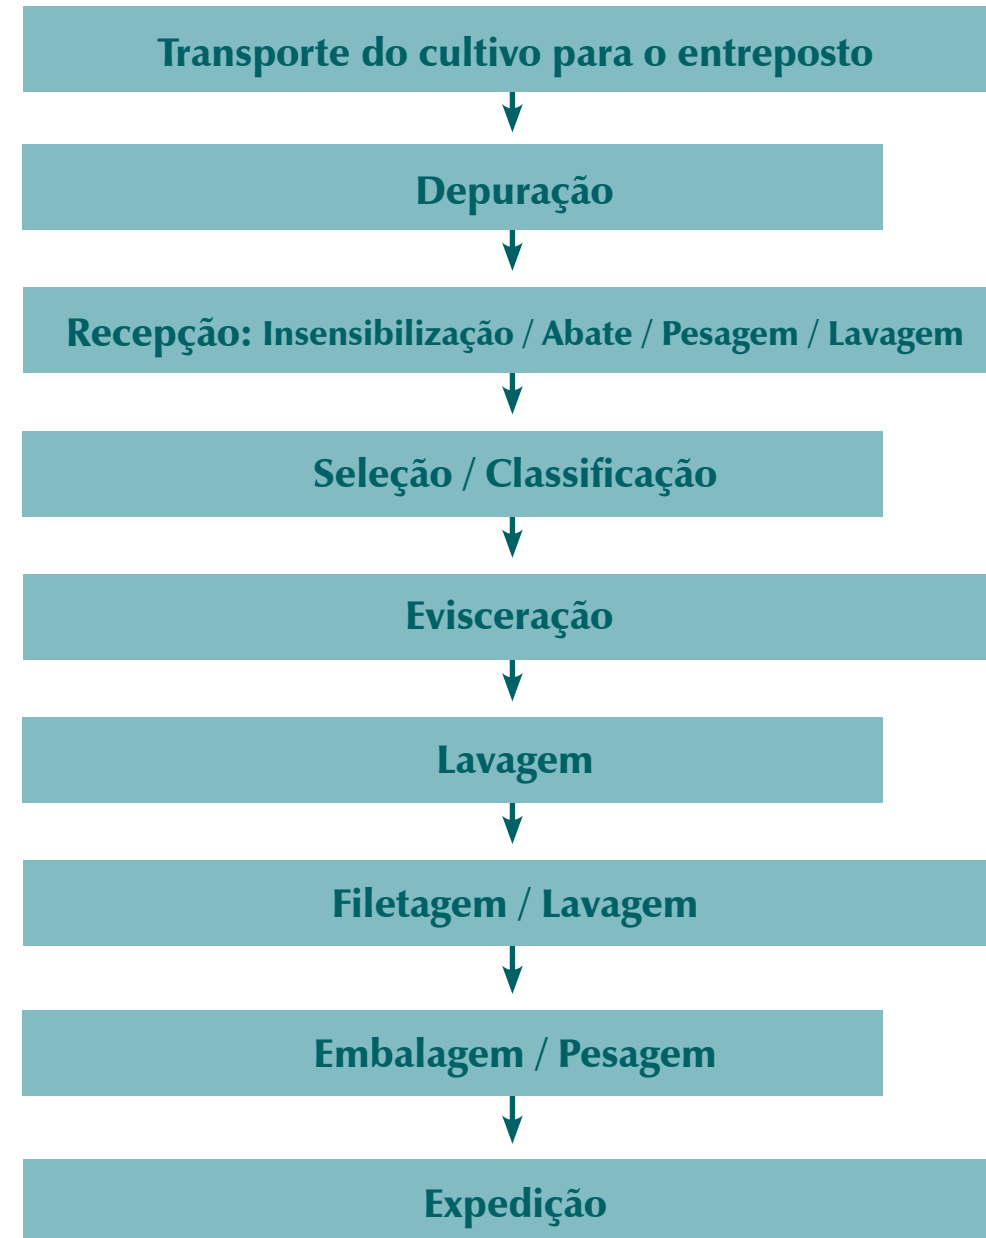 Transporte do cultivo para o entreposto
Depuração
Recepção: Insensibilização / Abate / Pesagem / Lavagem
Seleção / Classificação
Evisceração
Lavagem
Filetagem / Lavagem
Embalagem / Pesagem
Expedição